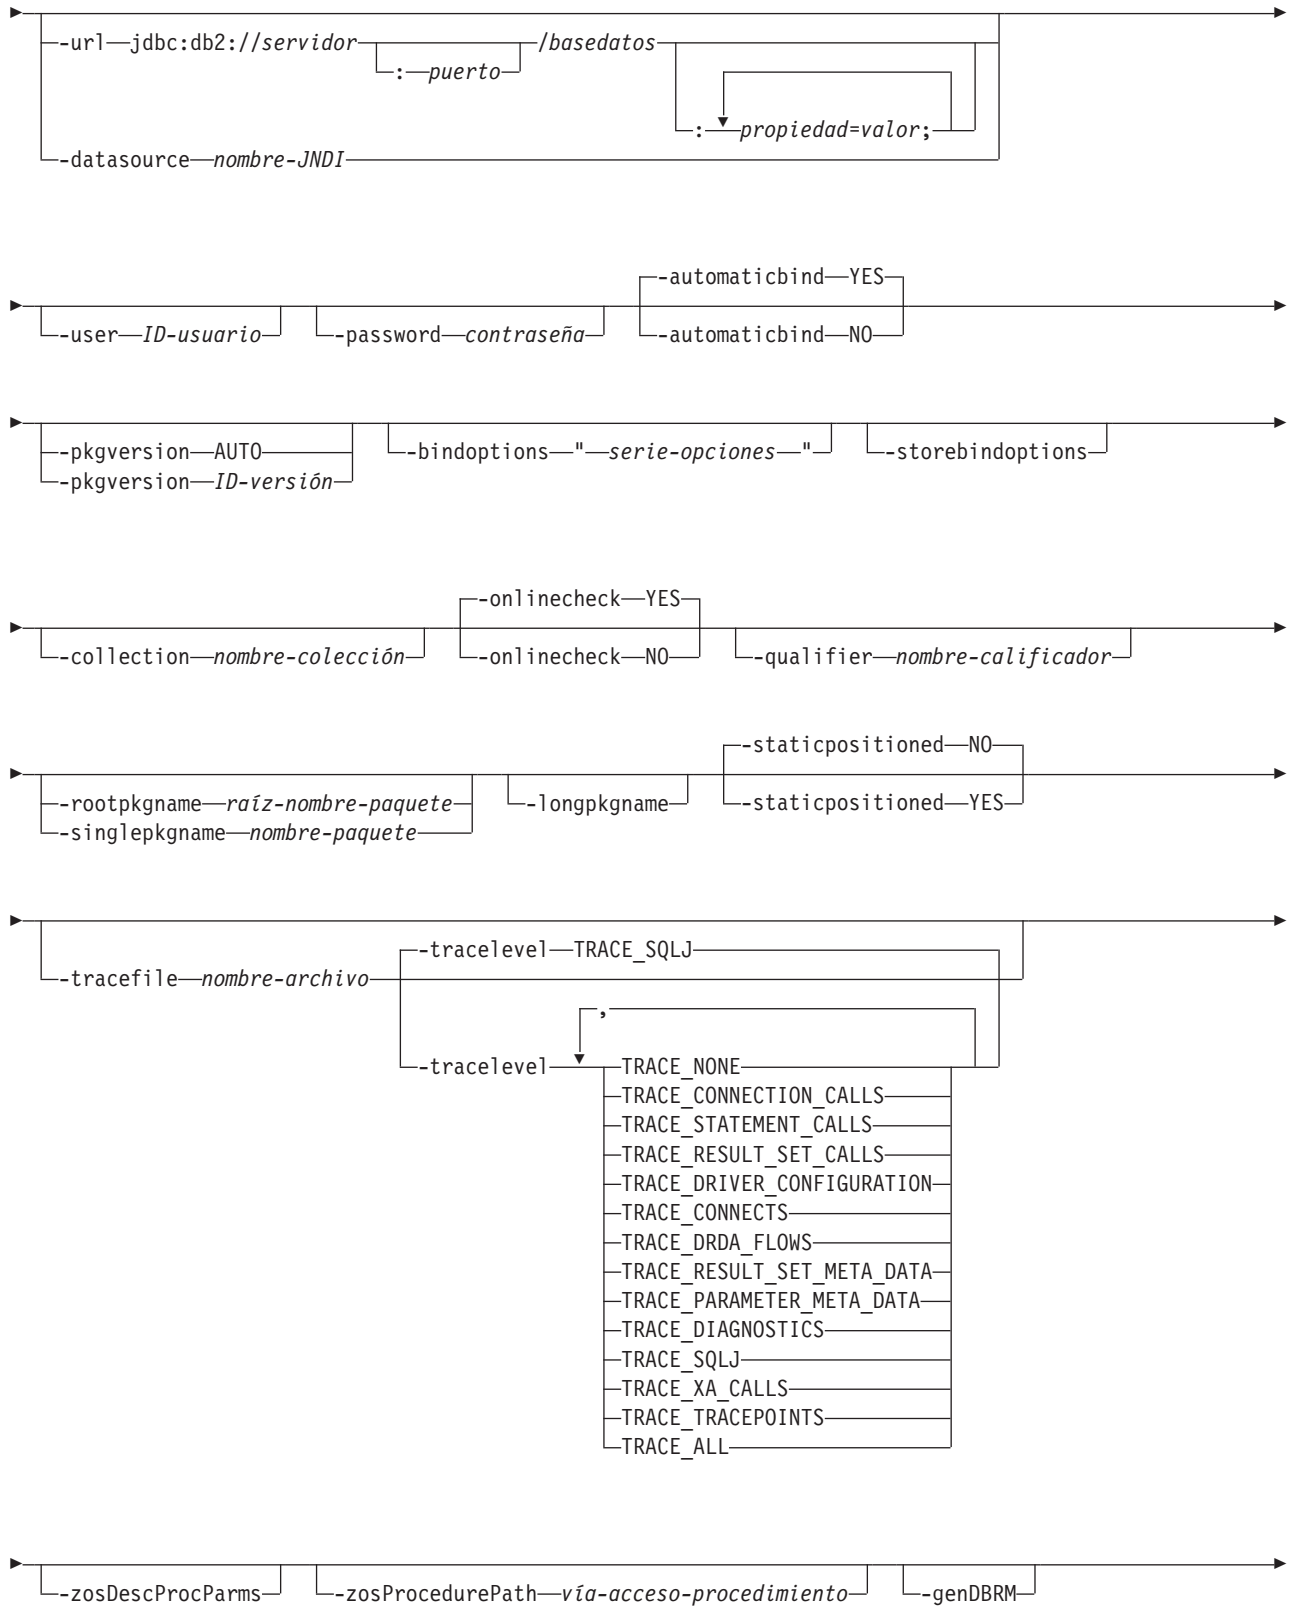 -url jdbc:db2://servidor /basedatos
: puerto
: propiedad=valor;
-datasource nombre-JNDI
-automaticbind YES
-user ID-usuario -password contraseña -automaticbind NO
-pkgversion AUTO -bindoptions " serie-opciones " -storebindoptions
-pkgversion ID-versión
-onlinecheck YES
-collection nombre-colección -onlinecheck NO -qualifier nombre-calificador
-staticpositioned NO
-rootpkgname raíz-nombre-paquete -longpkgname -staticpositioned YES
-singlepkgname nombre-paquete
-tracelevel TRACE_SQLJ
-tracefile nombre-archivo
,
-tracelevel TRACE_NONE
TRACE_CONNECTION_CALLS
TRACE_STATEMENT_CALLS
TRACE_RESULT_SET_CALLS
TRACE_DRIVER_CONFIGURATION
TRACE_CONNECTS
TRACE_DRDA_FLOWS
TRACE_RESULT_SET_META_DATA
TRACE_PARAMETER_META_DATA
TRACE_DIAGNOSTICS
TRACE_SQLJ
TRACE_XA_CALLS
TRACE_TRACEPOINTS
TRACE_ALL
-zosDescProcParms -zosProcedurePath vía-acceso-procedimiento -genDBRM